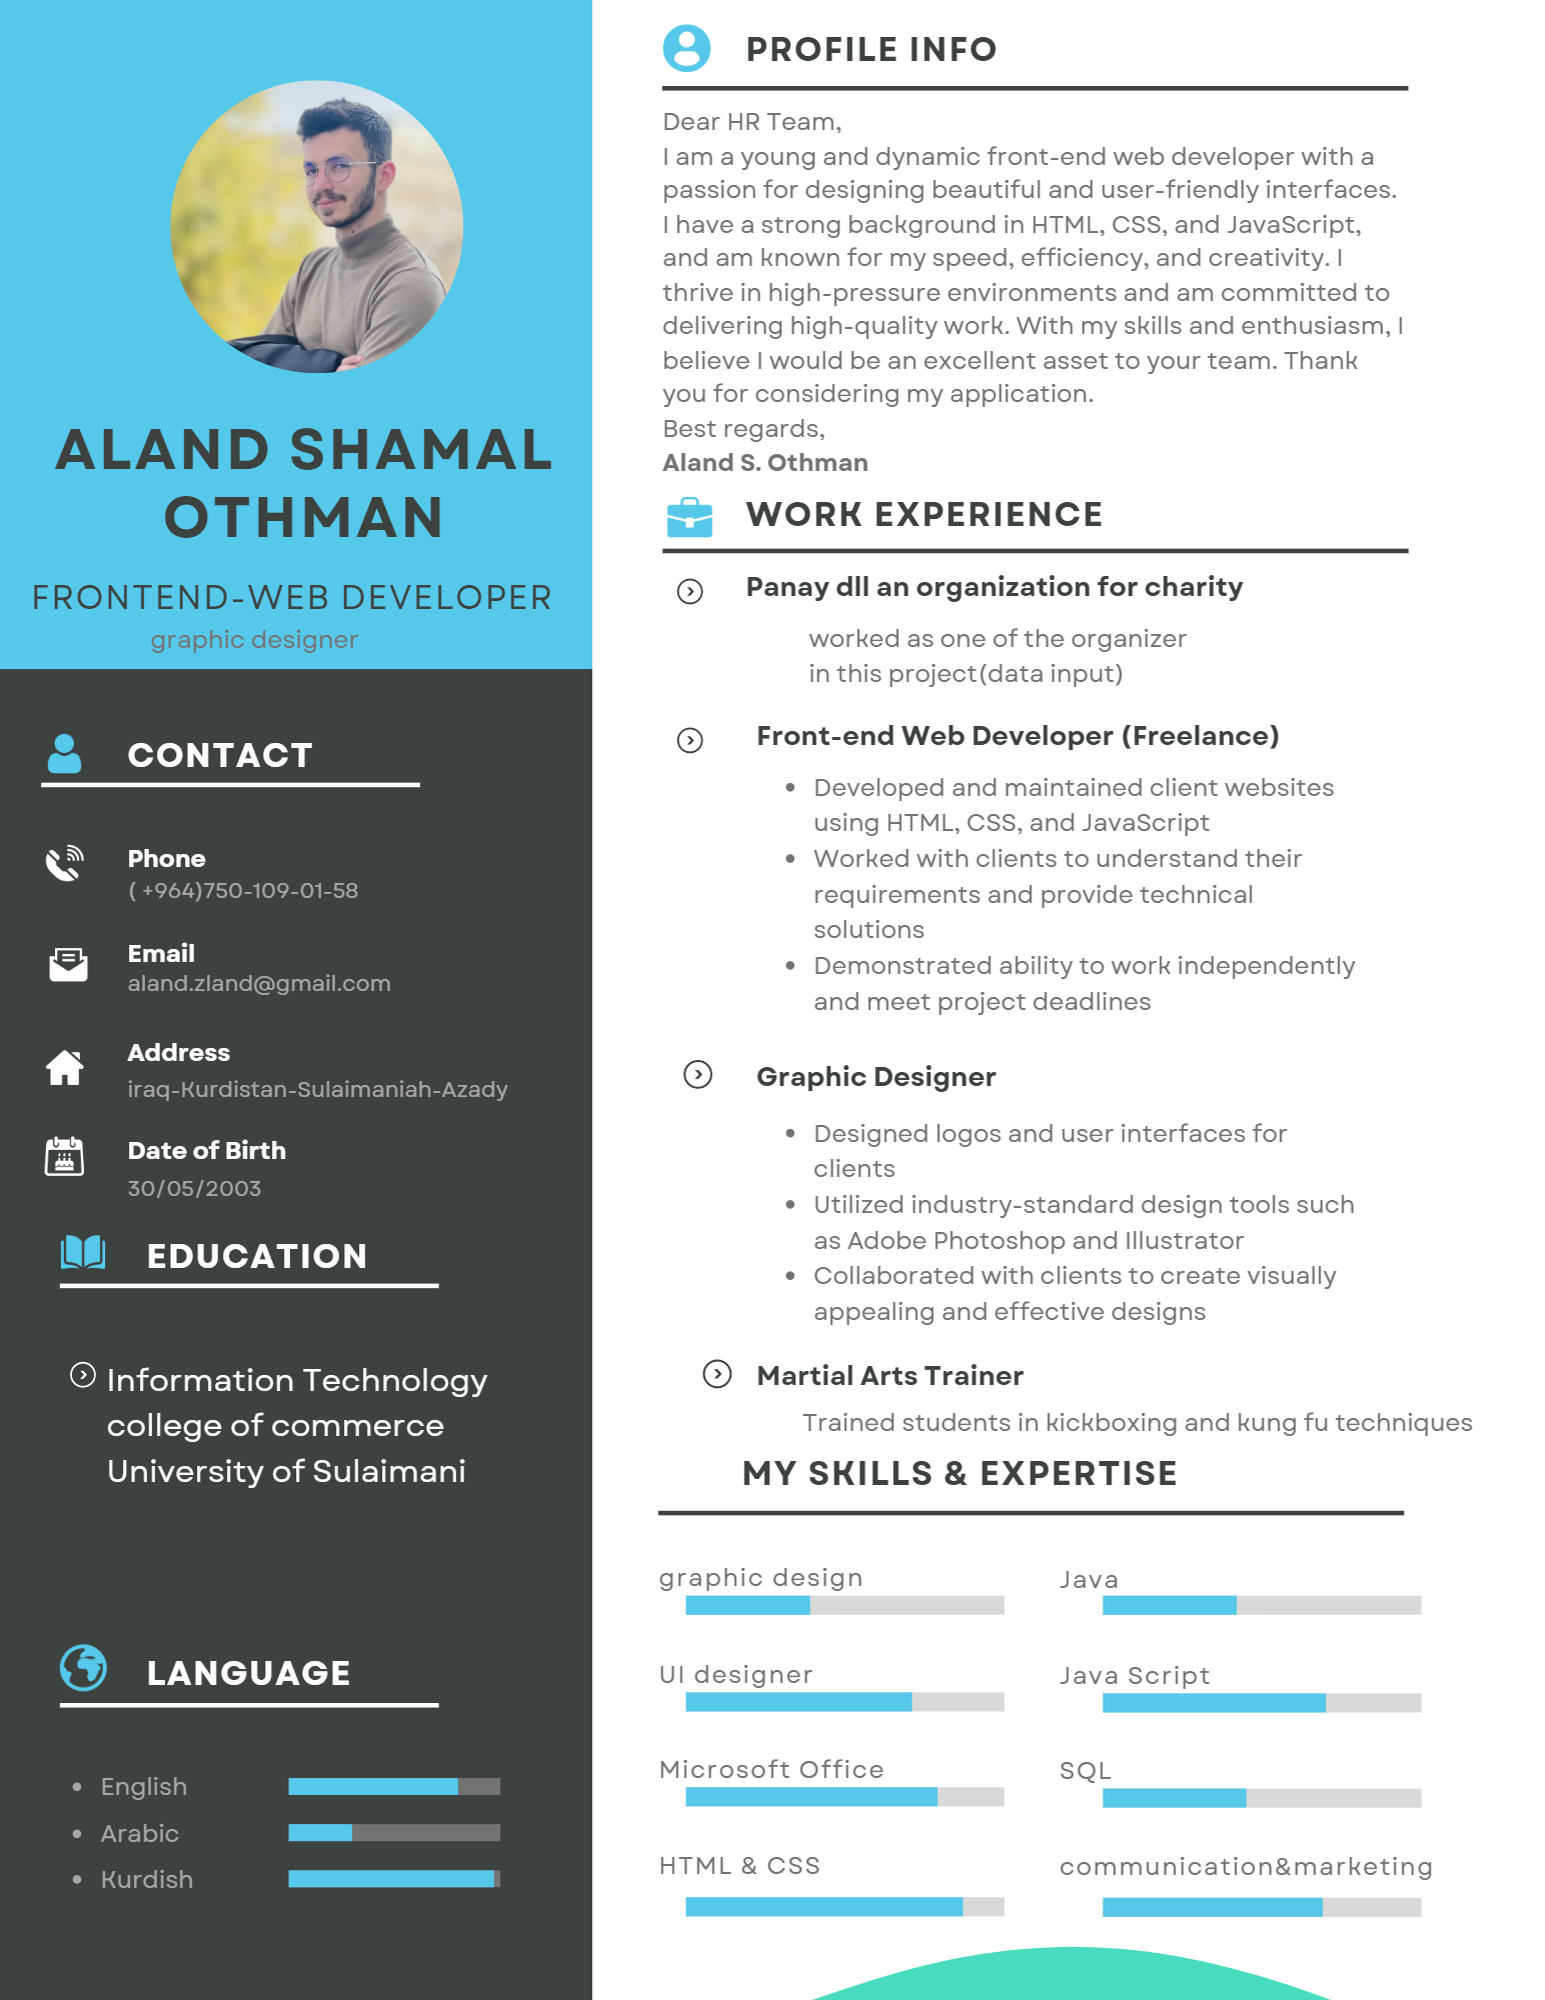 ALAND SHAMAL
OTHMAN
FRONTEND-WEB DEVELOPER
graphic designer
CONTACT
Phone
( +964)750-109-01-58
Email
aland.zland@gmail.com
Address
iraq-Kurdistan-Sulaimaniah-Azady
Date of Birth
30/05/2003
EDUCATION
Information Technology
college of commerce
University of Sulaimani
LANGUAGE
English
Arabic
Kurdish
PROFILE INFO
Dear HR Team,
I am a young and dynamic front-end web developer with a
passion for designing beautiful and user-friendly interfaces.
I have a strong background in HTML, CSS, and JavaScript,
and am known for my speed, efficiency, and creativity. I
thrive in high-pressure environments and am committed to
delivering high-quality work. With my skills and enthusiasm, I
believe I would be an excellent asset to your team. Thank
you for considering my application.
Best regards,
Aland S. Othman
WORK EXPERIENCE
Panay dll an organization for charity
worked as one of the organizer
in this project(data input)
Front-end Web Developer (Freelance)
Developed and maintained client websites
using HTML, CSS, and JavaScript
Worked with clients to understand their
requirements and provide technical
solutions
Demonstrated ability to work independently
and meet project deadlines
Graphic Designer
Designed logos and user interfaces for
clients
Utilized industry-standard design tools such
as Adobe Photoshop and Illustrator
Collaborated with clients to create visually
appealing and effective designs
Martial Arts Trainer
Trained students in kickboxing and kung fu techniques
MY SKILLS & EXPERTISE
graphic design
UI designer
Microsoft Office
HTML & CSS
Java
Java Script
SQL
communication&marketing